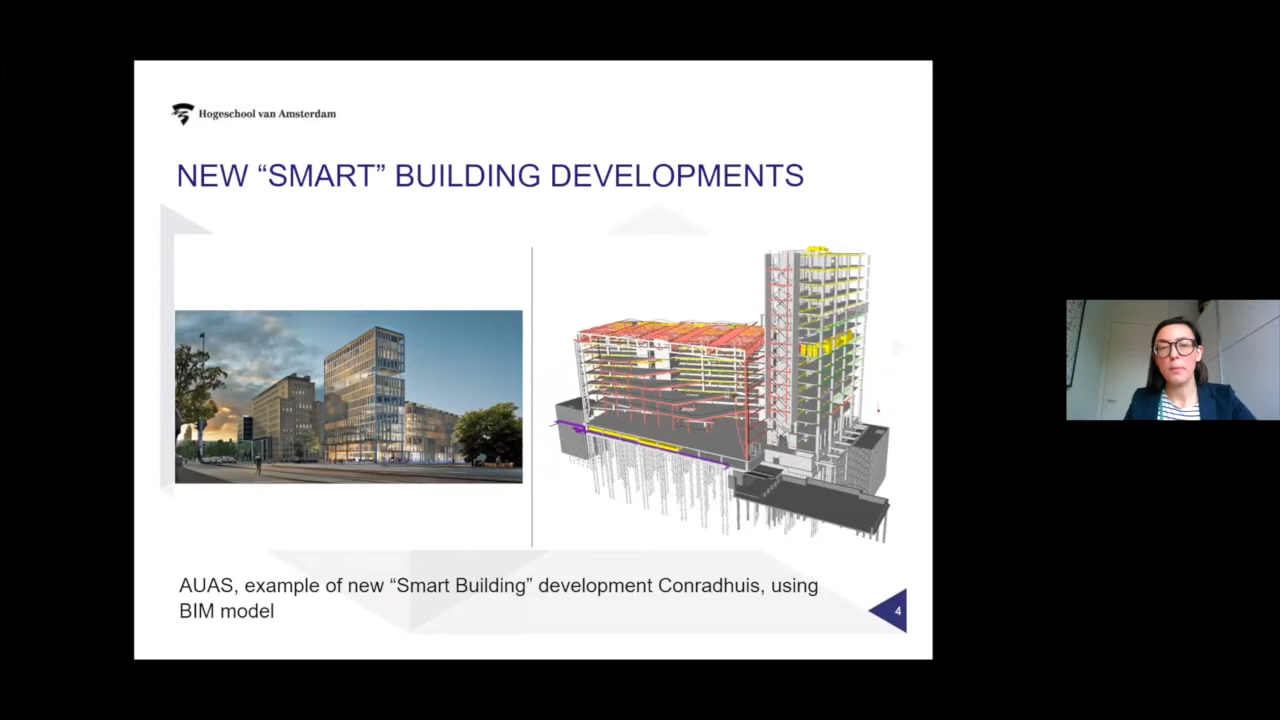 Hogeschool van Amsterdam
NEW “SMART” BUILDING DEVELOPMENTS
AUAS, example of new “Smart Building” development Conradhuis, using
BIM model
4